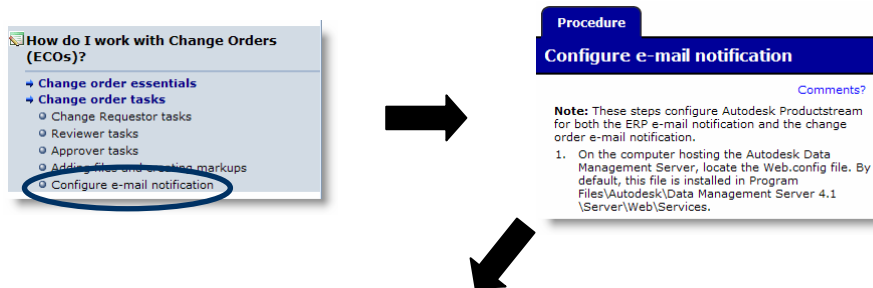 How do I work with Change Orders
(ECOs)?
Change order essentials
Change order tasks
Change Requestor tasks
Reviewer tasks
Approver tasks
Adding files and creating markups
Configure e-mail notification
Procedure
Configure e-mail notification
Comments?
Note: These steps configure Autodesk Productstream
for both the ERP e-mail notification and the change
order e-mail notification.
1. On the computer hosting the Autodesk Data
Management Server, locate the Web.config file. By
default, this file is installed in Program
Files\Autodesk\Data Management Server 4.1
\Server\Web\Services.